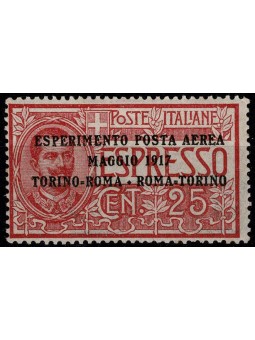 POSTE ITALIANE
ESPERIMENTO POSTA AEREA
MAGGIO 1917
ESPRESSO
TORINO-ROMA • ROMA-TORINO
CENT. 25